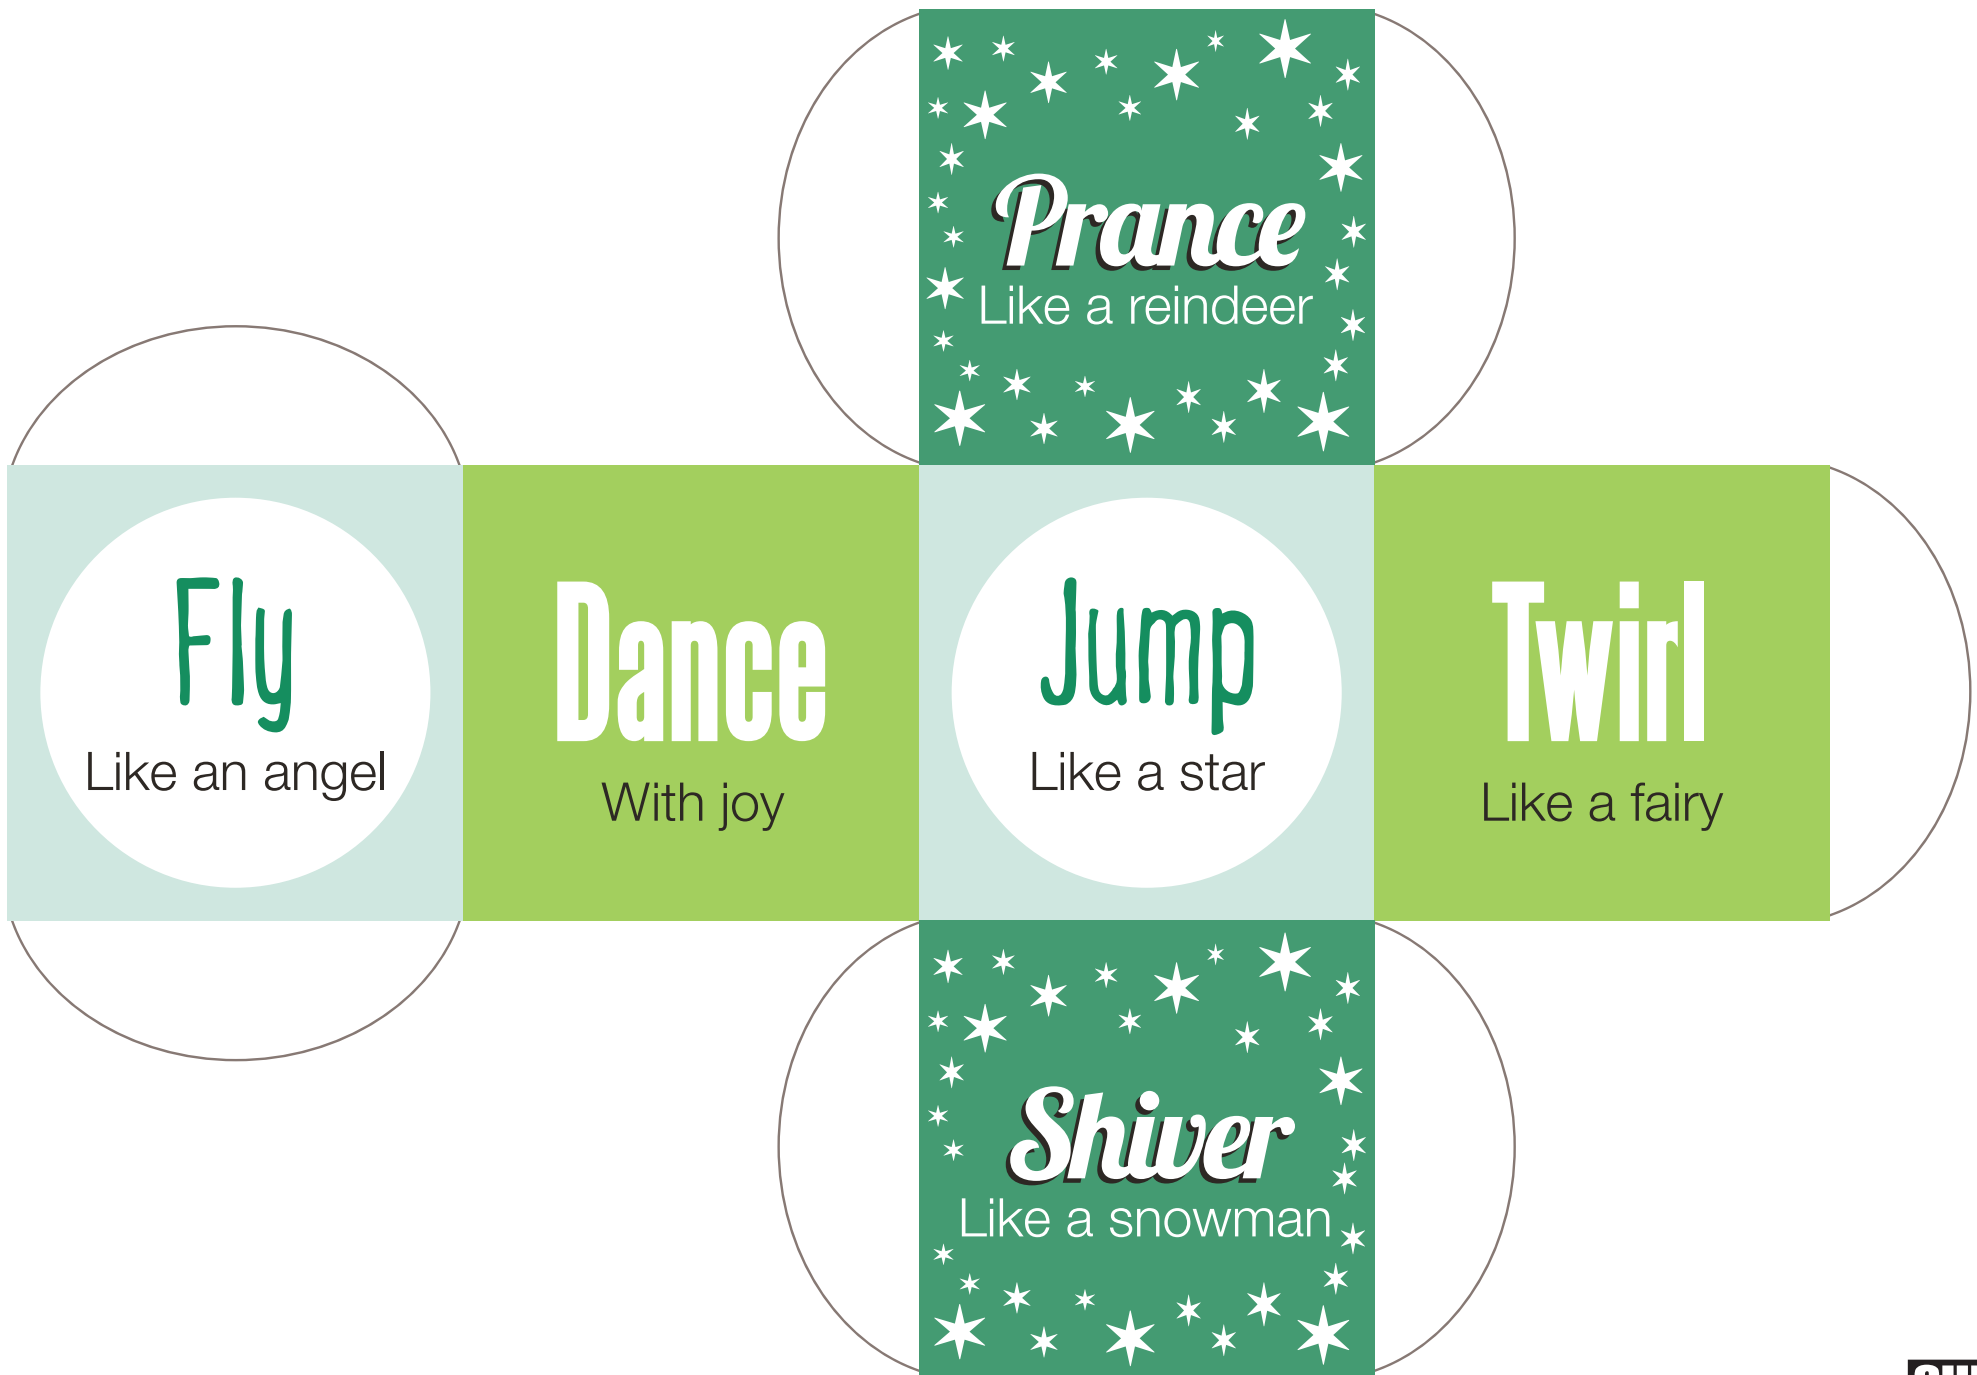 Prance
Like a reindeer
Fly
Like an angel
Dance
With joy
Jump
Like a star
Twirl
Like a fairy
Shiver
Like a snowman